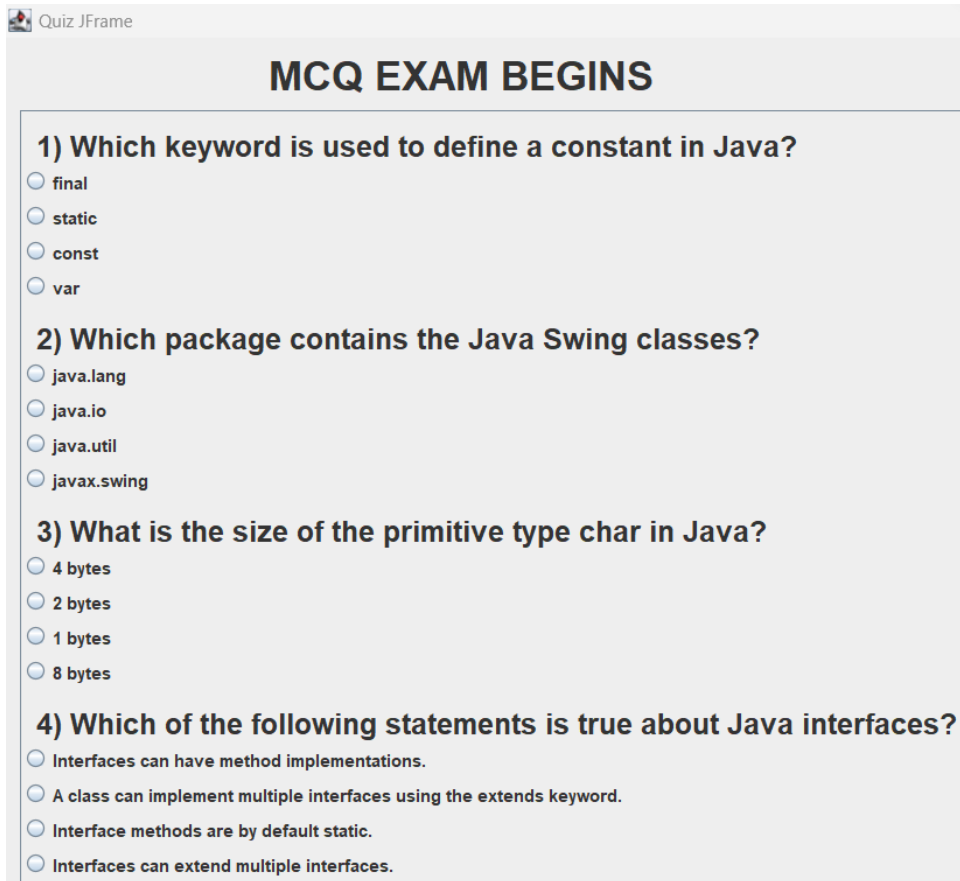 Quiz JFrame
MCQ EXAM BEGINS
1) Which keyword is used to define a constant in Java?
final
static
const
var
2) Which package contains the Java Swing classes?
java.lang
java.io
java.util
javax.swing
3) What is the size of the primitive type char in Java?
4 bytes
2 bytes
1 bytes
8 bytes
4) Which of the following statements is true about Java interfaces?
Interfaces can have method implementations.
A class can implement multiple interfaces using the extends keyword.
Interface methods are by default static.
Interfaces can extend multiple interfaces.